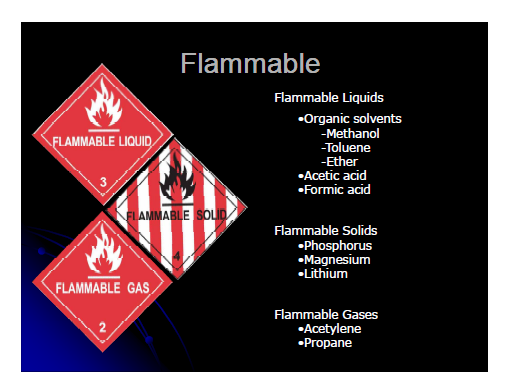 Flammable
FLAMMABLE LIQUID
3
FLAMMABLE SOLID
4
FLAMMABLE GAS
2
Flammable Liquids
•Organic solvents
-Methanol
-Toluene
-Ether
•Acetic acid
•Formic acid
Flammable Solids
•Phosphorus
•Magnesium
•Lithium
Flammable Gases
•Acetylene
•Propane